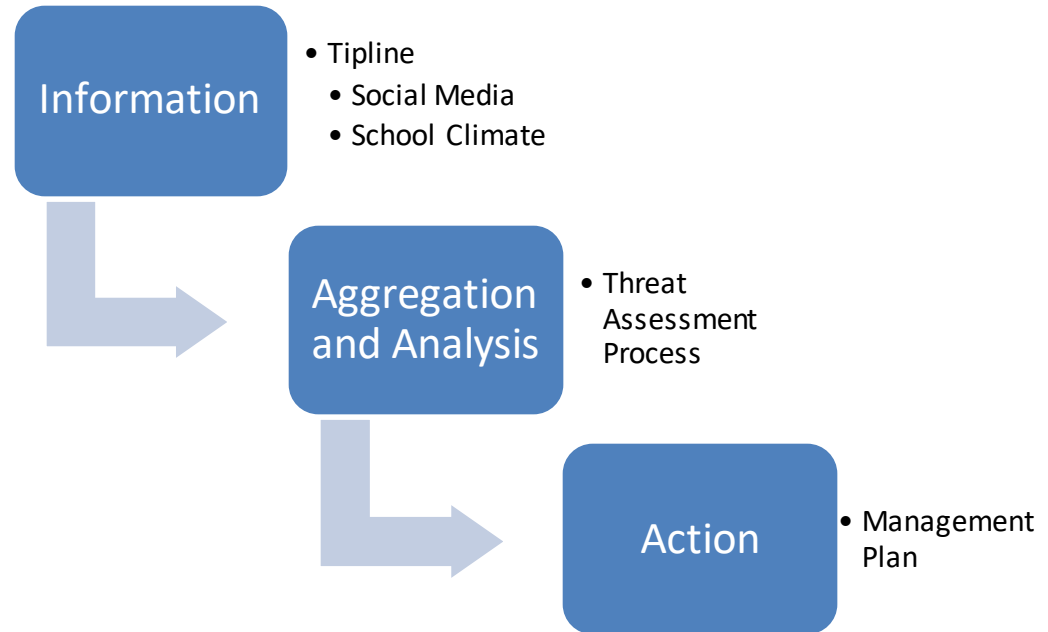 Information
• Tipline
• Social Media
• School Climate
Aggregation
and Analysis
• Threat
Assessment
Process
Action
• Management
Plan